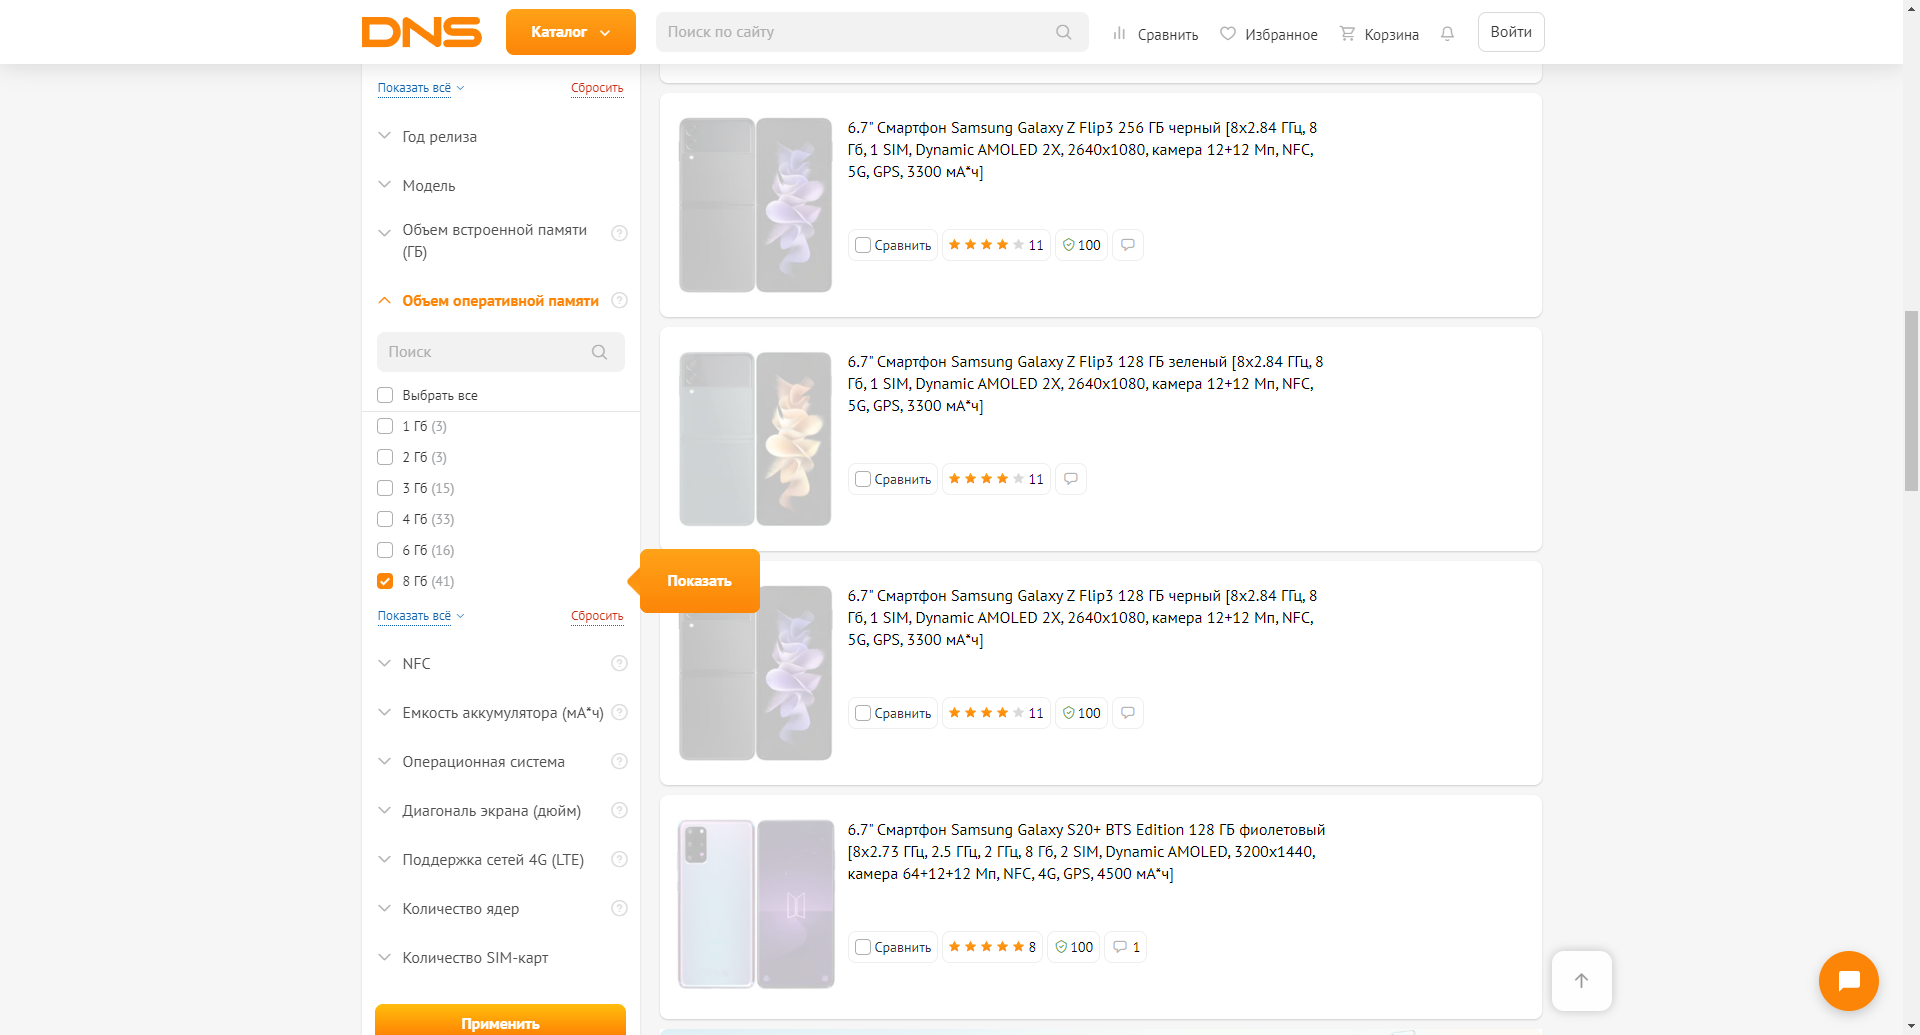 DNS
Каталог
Поиск по сайту
Сравнить
Избранное
Корзина
Войти
Показать всё
Сбросить
Год релиза
Модель
Объем встроенной памяти
(ГБ)
?
Объем оперативной памяти
?
Поиск
Выбрать все
1 Гб (3)
2 Гб (3)
3 Гб (15)
4 Гб (33)
6 Гб (16)
8 Гб (41)
Показать
Показать всё
Сбросить
NFC
?
Емкость аккумулятора (мА*ч)
?
Операционная система
?
Диагональ экрана (дюйм)
?
Поддержка сетей 4G (LTE)
?
Количество ядер
?
Количество SIM-карт
Применить
6.7" Смартфон Samsung Galaxy Z Flip3 256 ГБ черный [8x2.84 ГГц, 8
Гб, 1 SIM, Dynamic AMOLED 2X, 2640x1080, камера 12+12 Мп, NFC,
5G, GPS, 3300 мА*ч]
Сравнить
11
100
6.7" Смартфон Samsung Galaxy Z Flip3 128 ГБ зеленый [8x2.84 ГГц, 8
Гб, 1 SIM, Dynamic AMOLED 2X, 2640x1080, камера 12+12 Мп, NFC,
5G, GPS, 3300 мА*ч]
Сравнить
11
6.7" Смартфон Samsung Galaxy Z Flip3 128 ГБ черный [8x2.84 ГГц, 8
Гб, 1 SIM, Dynamic AMOLED 2X, 2640x1080, камера 12+12 Мп, NFC,
5G, GPS, 3300 мА*ч]
Сравнить
11
100
6.7" Смартфон Samsung Galaxy S20+ BTS Edition 128 ГБ фиолетовый
[8x2.73 ГГц, 2.5 ГГц, 2 ГГц, 8 Гб, 2 SIM, Dynamic AMOLED, 3200x1440,
камера 64+12+12 Мп, NFC, 4G, GPS, 4500 мА*ч]
Сравнить
8
100
1